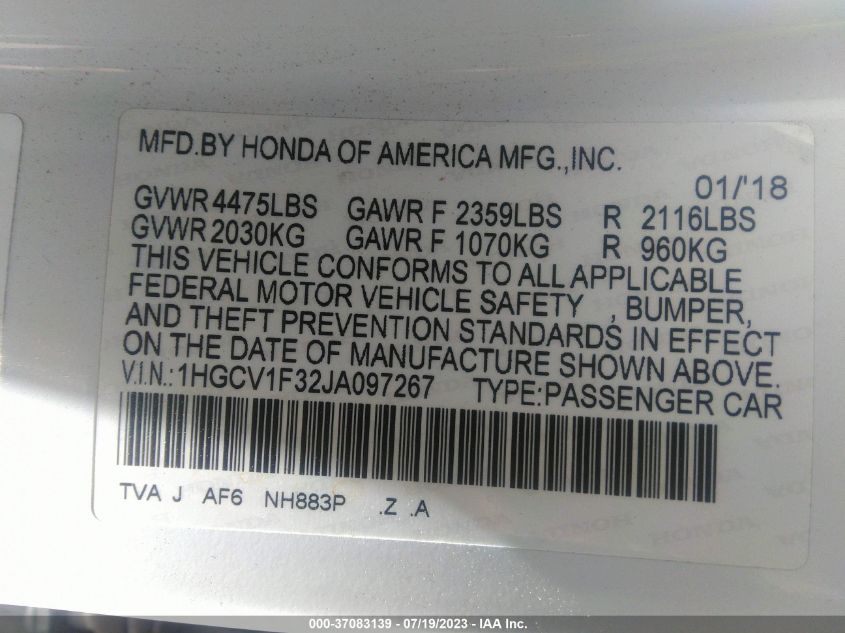 MFD.BY HONDA OF AMERICA MFG.,INC.
01/'18
GVWR 4475LBS GAWR F 2359LBS R 2116LBS
GVWR 2030KG GAWR F 1070KG R 960KG
THIS VEHICLE CONFORMS TO ALL APPLICABLE
FEDERAL MOTOR VEHICLE SAFETY , BUMPER,
AND THEFT PREVENTION STANDARDS IN EFFECT
ON THE DATE OF MANUFACTURE SHOWN ABOVE.
V.I.N.:1HGCV1F32JA097267 TYPE:PASSENGER CAR
TVA J AF6 NH883P .Z .A
HONDA
000-37083139 - 07/19/2023 - IAA Inc.